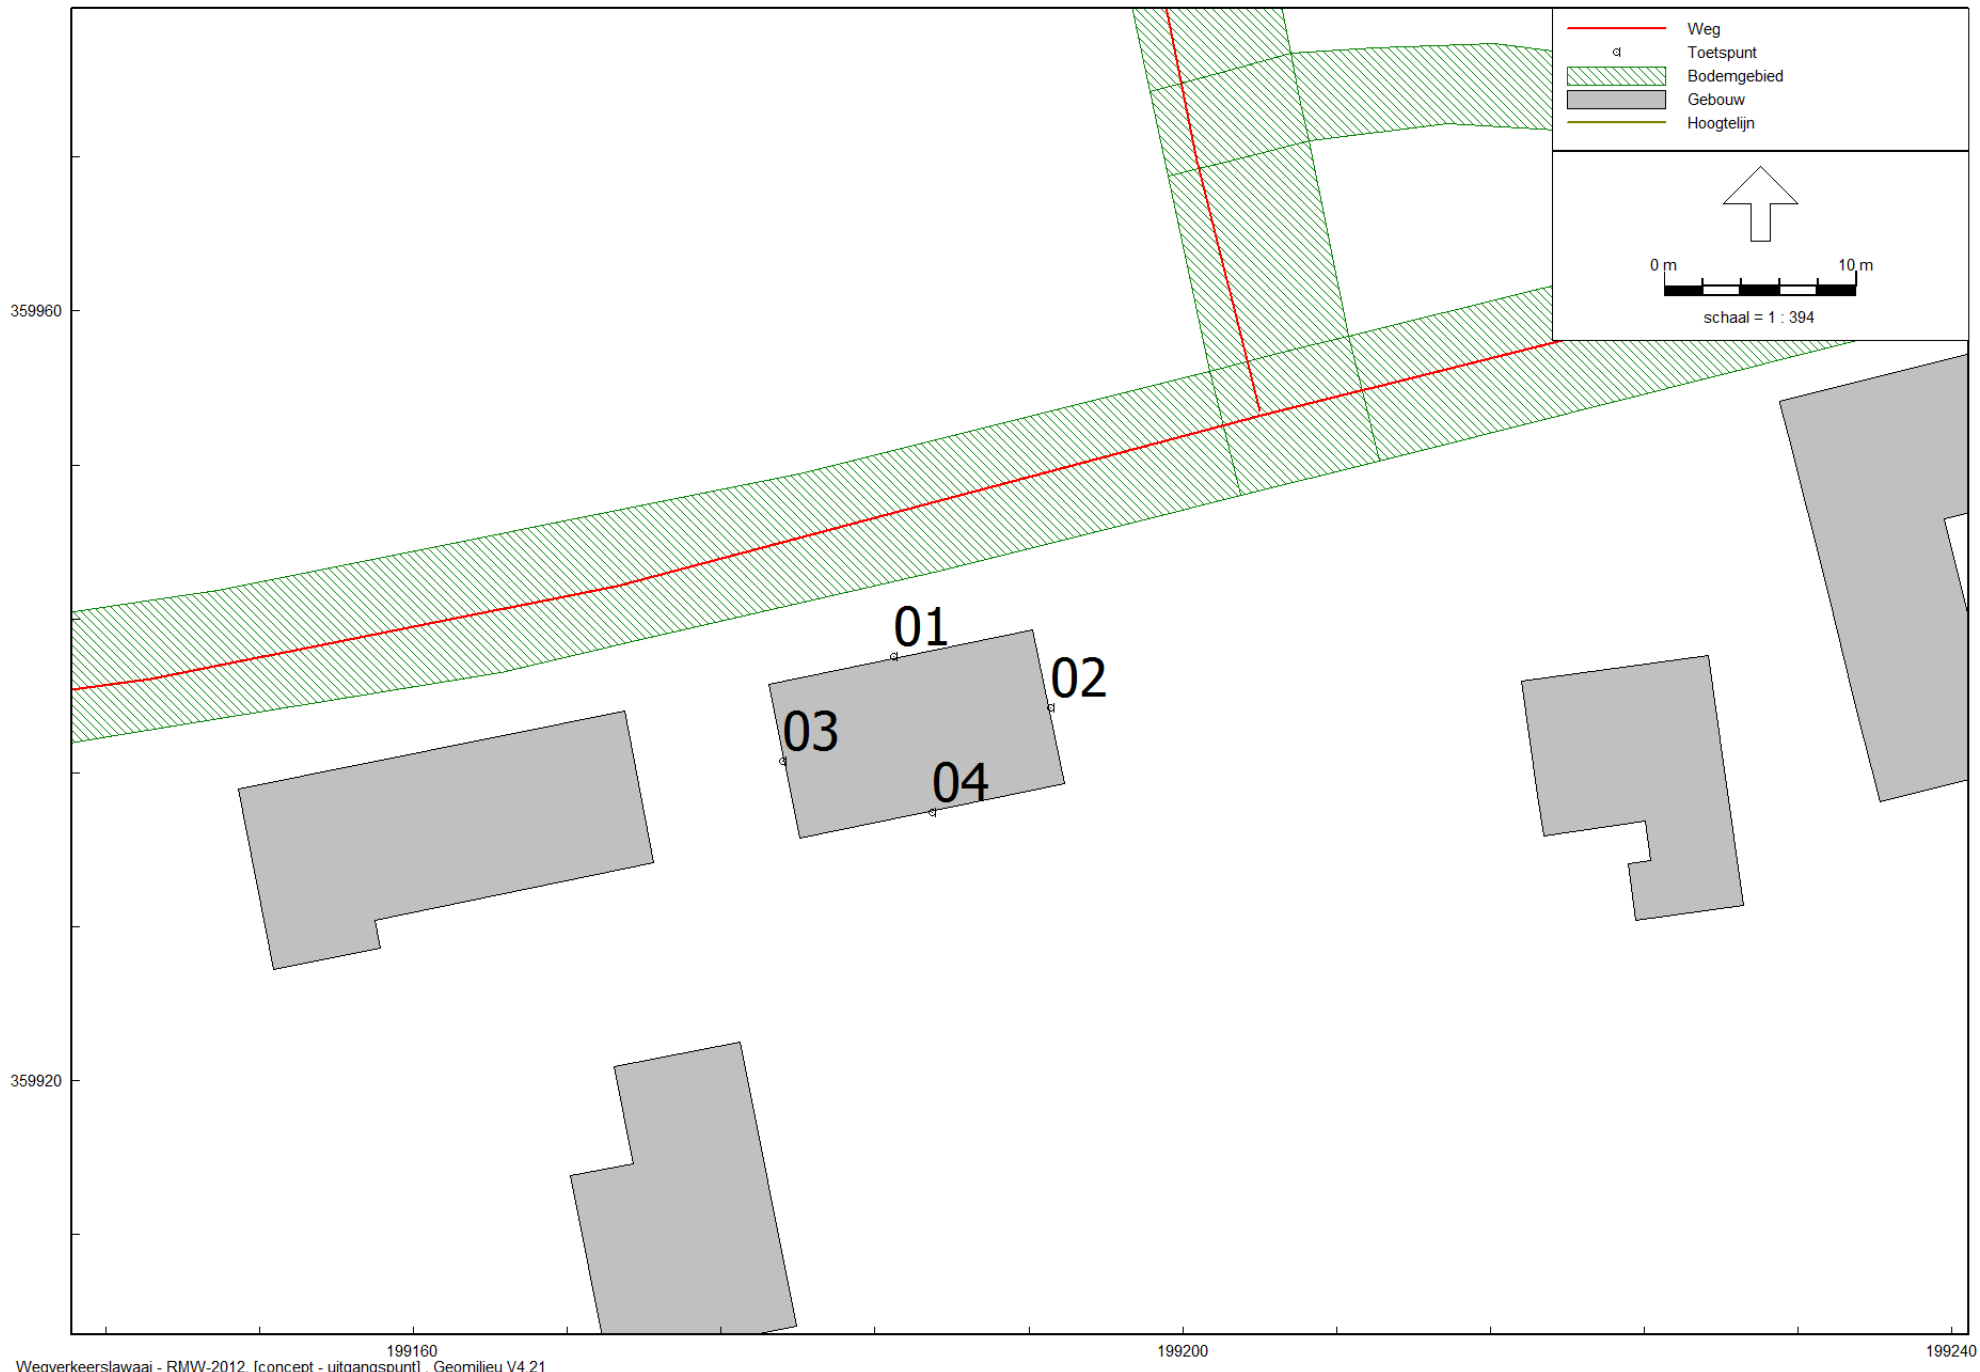 Weg
Toetspunt
Bodemgebied
Gebouw
Hoogtelijn
0 m 10 m
schaal = 1 : 394
359960
01
02
03
04
359920
199160 199200 199240
Wegverkeerslawaai - RMW-2012, [concept - uitgangspunt] , Geomilieu V4.21